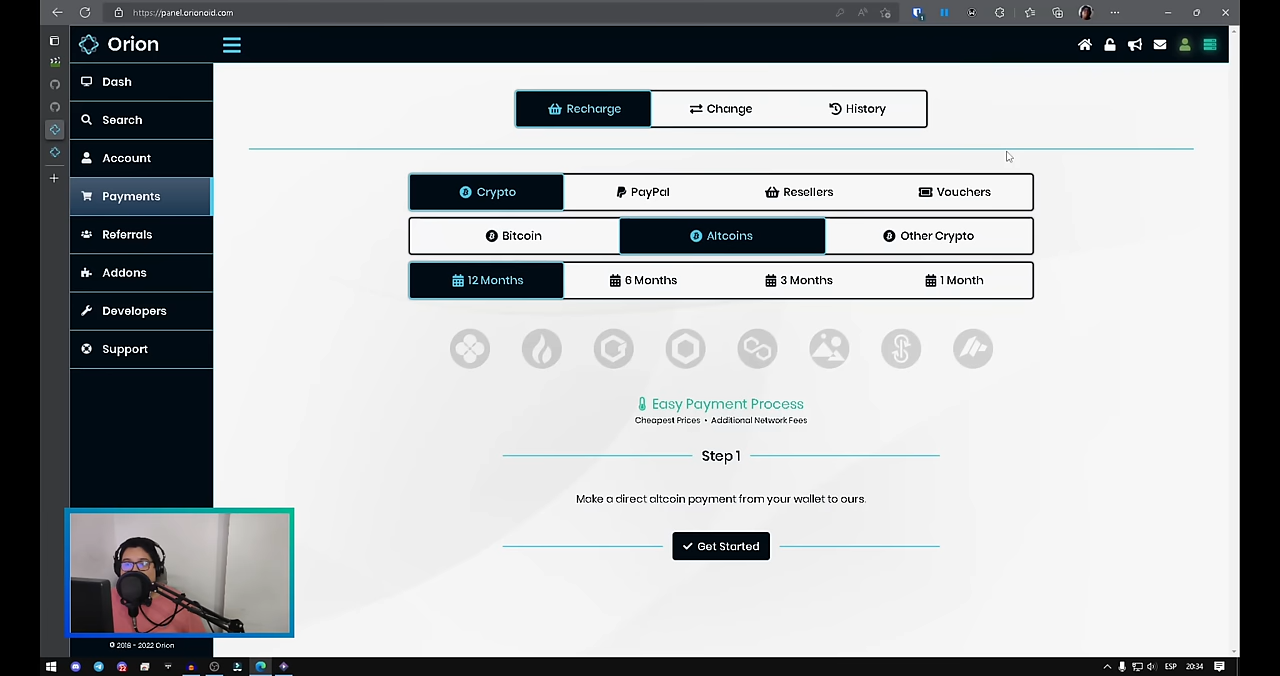 https://panel.orionoid.com
Orion
Dash
Search
Account
Payments
Referrals
Addons
Developers
Support
© 2018 - 2022 Orion
Recharge
Change
History
Crypto
PayPal
Resellers
Vouchers
Bitcoin
Altcoins
Other Crypto
12 Months
6 Months
3 Months
1 Month
Easy Payment Process
Cheapest Prices • Additional Network Fees
Step 1
Make a direct altcoin payment from your wallet to ours.
Get Started
ESP
20:34